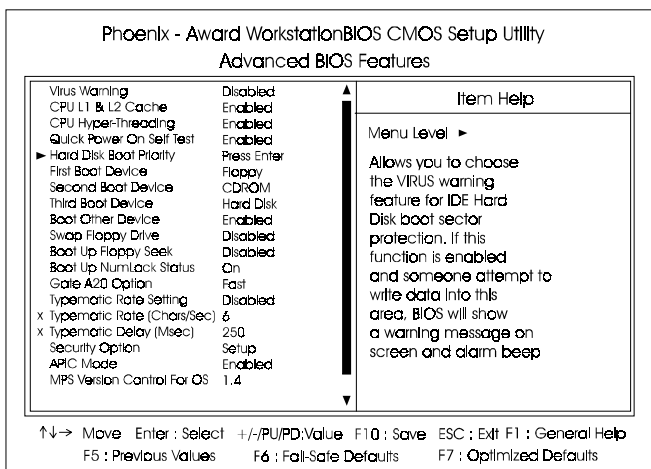 Phoenix - Award WorkstationBIOS CMOS Setup Utility
Advanced BIOS Features
Virus Warning Disabled
CPU L1 & L2 Cache Enabled
CPU Hyper-Threading Enabled
Quick Power On Self Test Enabled
► Hard Disk Boot Priority Press Enter
First Boot Device Floppy
Second Boot Device CDROM
Third Boot Device Hard Disk
Boot Other Device Enabled
Swap Floppy Drive Disabled
Boot Up Floppy Seek Disabled
Boot Up NumLack Status On
Gate A20 Option Fast
Typematic Rate Setting Disabled
x Typematic Rate (Chars/Sec) 6
x Typematic Delay (Msec) 250
Security Option Setup
APIC Mode Enabled
MPS Version Control For OS 1.4
Item Help
Menu Level ►
Allows you to choose
the VIRUS warning
feature for IDE Hard
Disk boot sector
protection. If this
function is enabled
and someone attempt to
write data into this
area, BIOS will show
a warning message on
screen and alarm beep
↑↓→ Move Enter : Select +/-/PU/PD:Value F10 : Save ESC : Exit F1 : General Help
F5 : Previous Values F6 : Fail-Safe Defaults F7 : Optimized Defaults